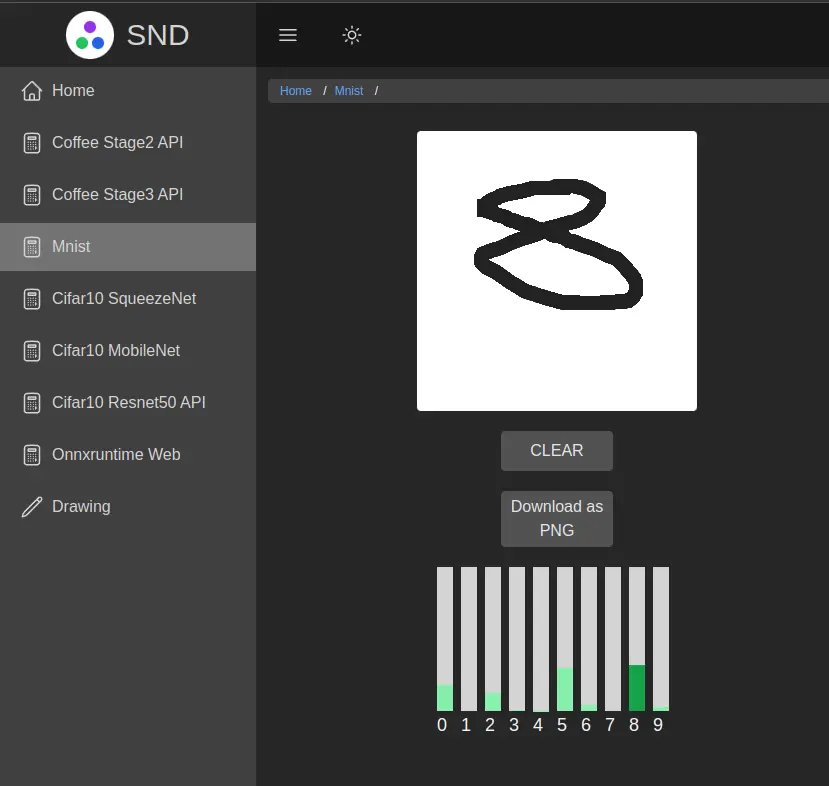 SND
Home
Coffee Stage2 API
Coffee Stage3 API
Mnist
Cifar10 SqueezeNet
Cifar10 MobileNet
Cifar10 Resnet50 API
Onnxruntime Web
Drawing
Home / Mnist /
8
CLEAR
Download as
PNG
0 1 2 3 4 5 6 7 8 9